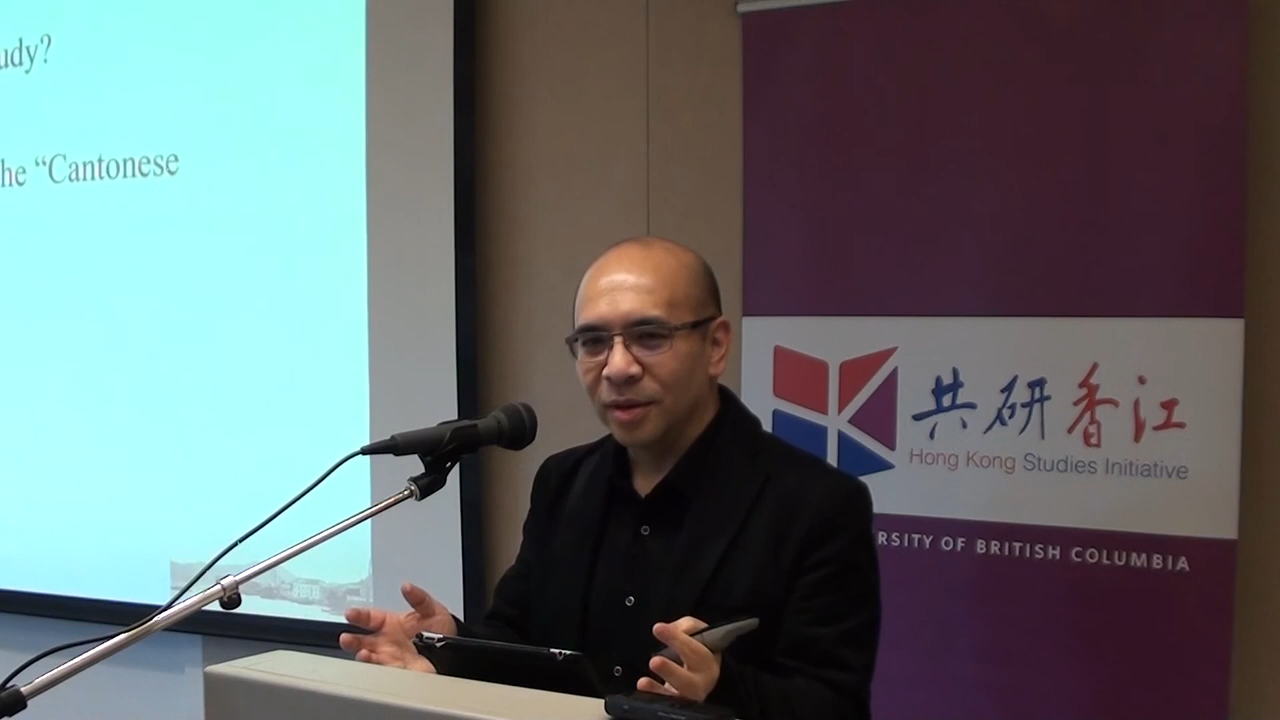 udy?
he “Cantonese
共研香江
Hong Kong Studies Initiative
RSITY OF BRITISH COLUMBIA